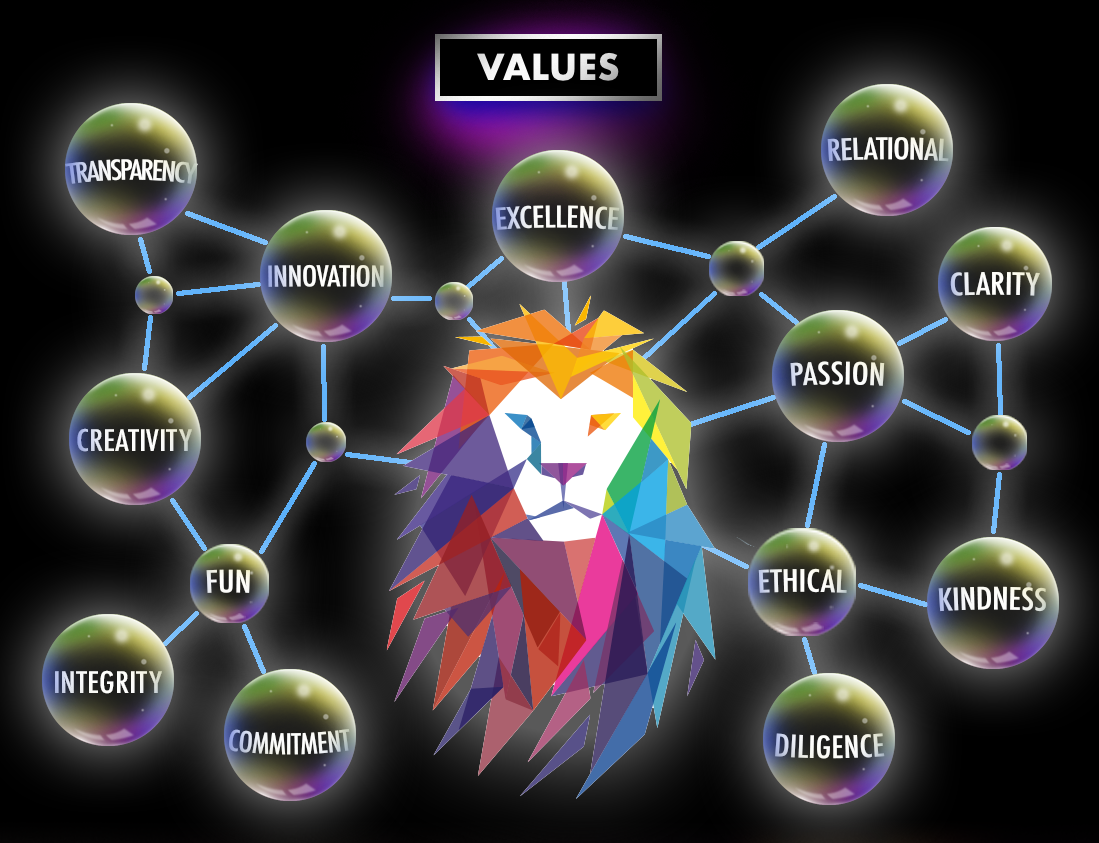 VALUES
TRANSPARENCY
RELATIONAL
EXCELLENCE
INNOVATION
CLARITY
PASSION
CREATIVITY
FUN
ETHICAL
KINDNESS
INTEGRITY
COMMITMENT
DILIGENCE